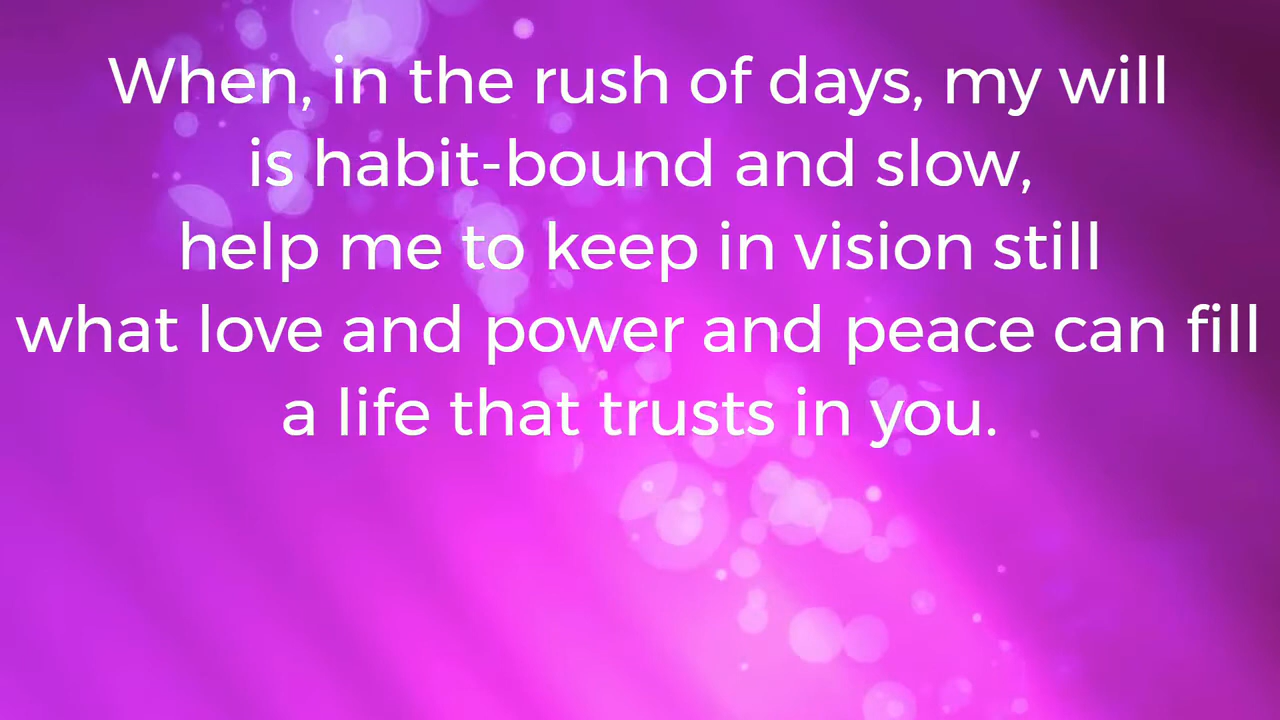 When, in the rush of days, my will
is habit-bound and slow,
help me to keep in vision still
what love and power and peace can fill
a life that trusts in you.